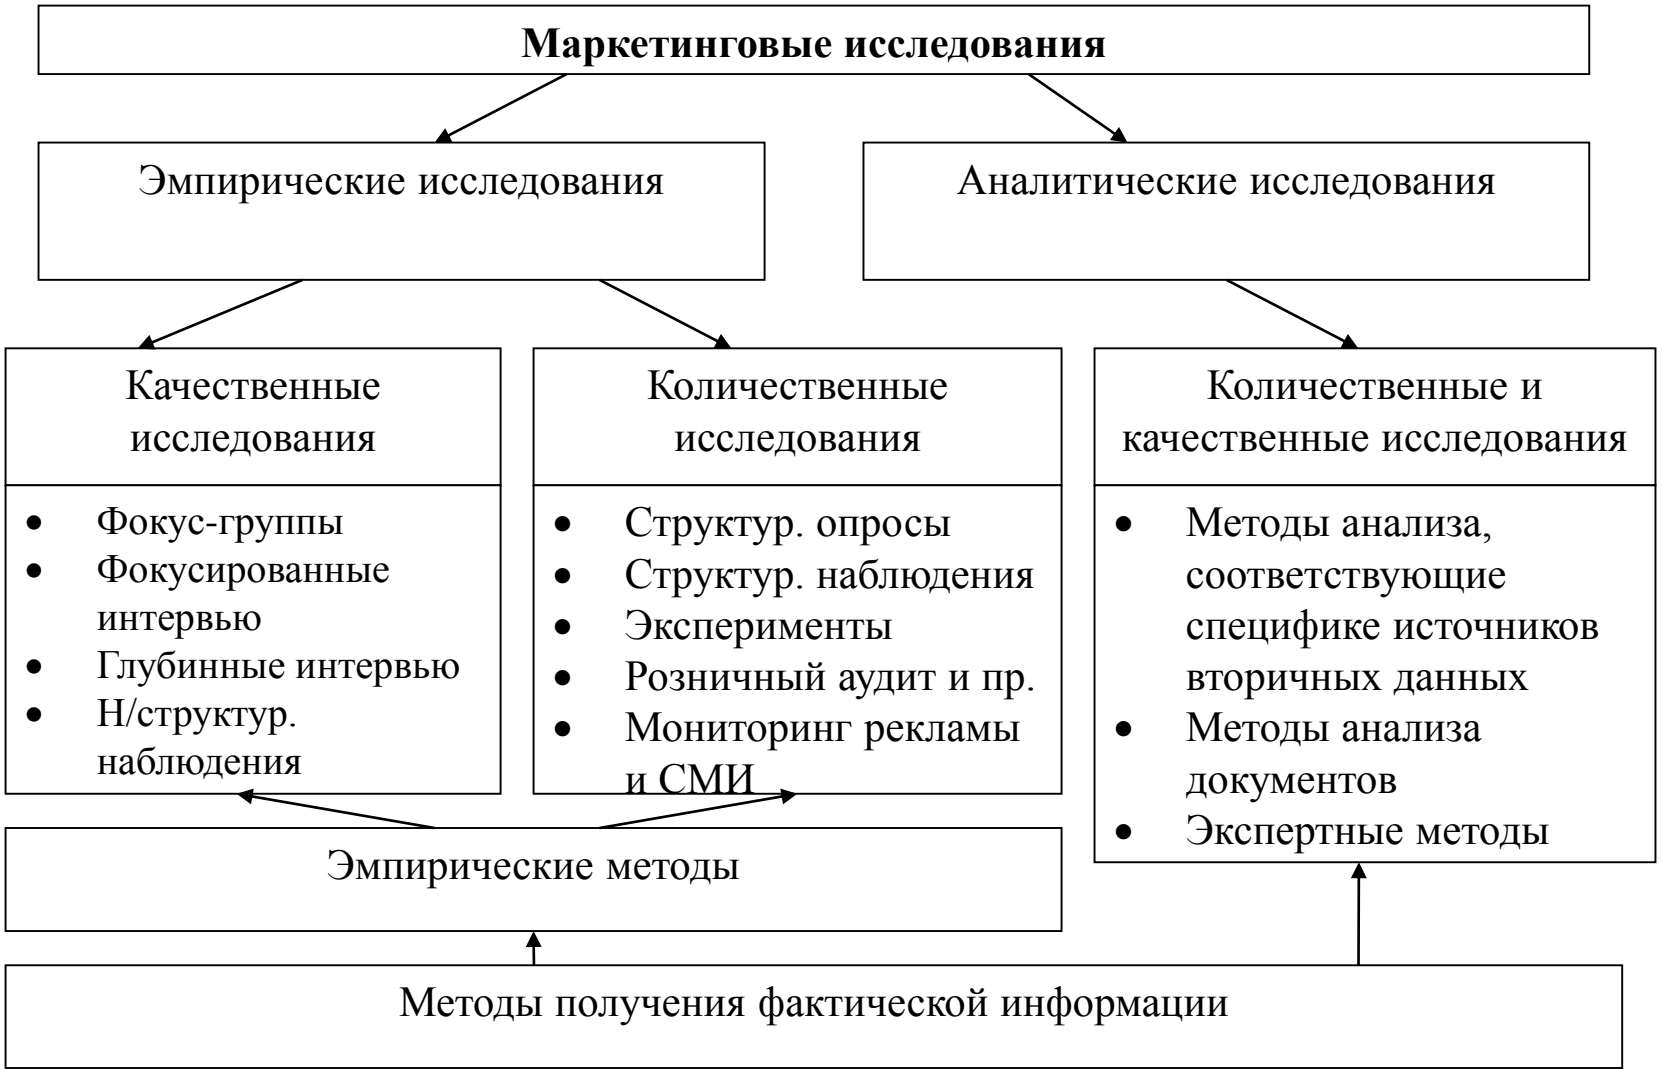 Маркетинговые исследования
Эмпирические исследования
Аналитические исследования
Качественные
исследования
• Фокус-группы
• Фокусированные
интервью
• Глубинные интервью
• Н/структур.
наблюдения
Количественные
исследования
• Структур. опросы
• Структур. наблюдения
• Эксперименты
• Розничный аудит и пр.
• Мониторинг рекламы
и СМИ
Количественные и
качественные исследования
• Методы анализа,
соответствующие
специфике источников
вторичных данных
• Методы анализа
документов
• Экспертные методы
Эмпирические методы
Методы получения фактической информации